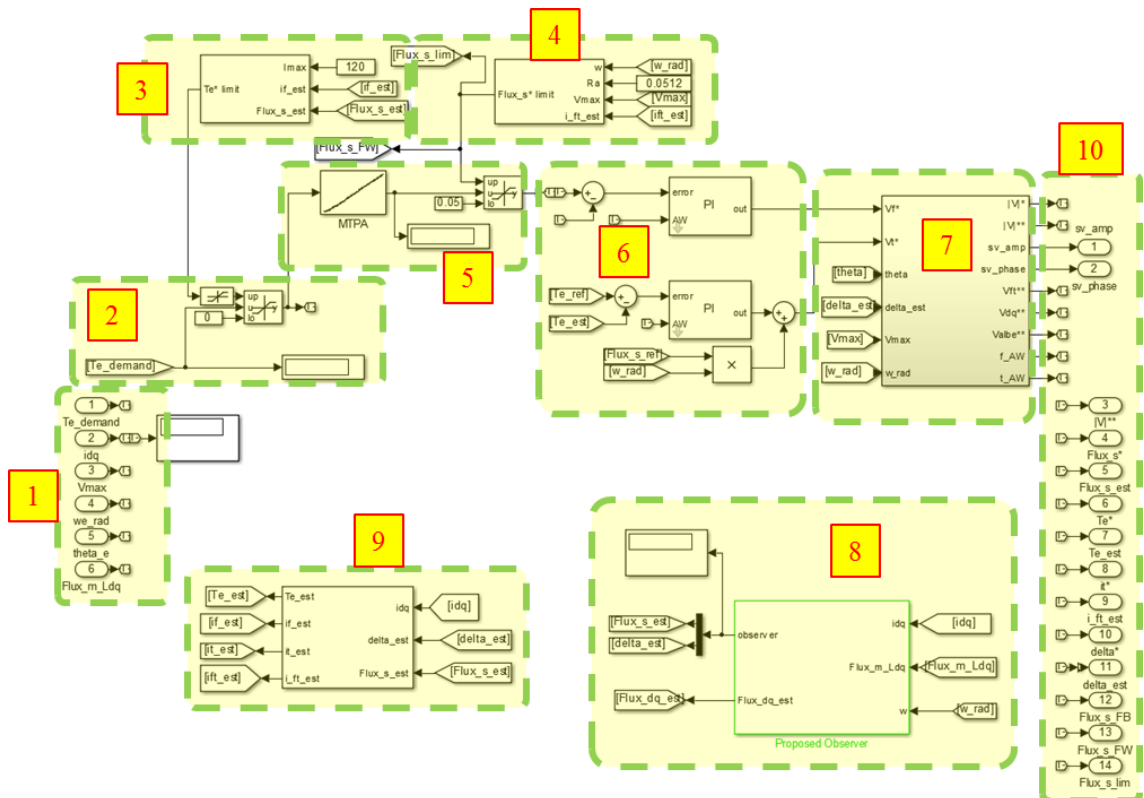 3
Te* limit
Imax
if_est
Flux_s_est
120
[if_est]
[Flux_s_est]
4
[Flux_s_lim]
Flux_s* limit
w
Ra
Vmax
i_ft_est
[w_rad]
0.0512
[Vmax]
[ift_est]
[Flux_s_FW]
5
MTPA
0.05
up
u
lo
y
6
error
AW
PI
out
[Te_ref]
[Te_est]
error
AW
PI
out
[Flux_s_ref]
[w_rad]
×
7
[theta]
[delta_est]
[Vmax]
[w_rad]
Vf*
Vt*
theta
delta_est
Vmax
w_rad
|V|*
|V|**
sv_amp
sv_phase
Vft**
Vdq**
Valbe**
f_AW
t_AW
10
sv_amp
1
2
sv_phase
3
|V|**
4
Flux_s*
5
Flux_s_est
6
Te*
7
Te_est
8
it*
9
i_ft_est
10
delta*
11
delta_est
12
Flux_s_FB
13
Flux_s_FW
14
Flux_s_lim
2
0
up
u
lo
y
[Te_demand]
1
1
Te_demand
2
idq
3
Vmax
4
we_rad
5
theta_e
6
Flux_m_Ldq
9
[Te_est]
[if_est]
[it_est]
[ift_est]
Te_est
if_est
it_est
i_ft_est
idq
delta_est
Flux_s_est
[idq]
[delta_est]
[Flux_s_est]
8
[Flux_s_est]
[delta_est]
[Flux_dq_est]
observer
Flux_dq_est
idq
Flux_m_Ldq
w
[idq]
[Flux_m_Ldq]
[w_rad]
Proposed Observer